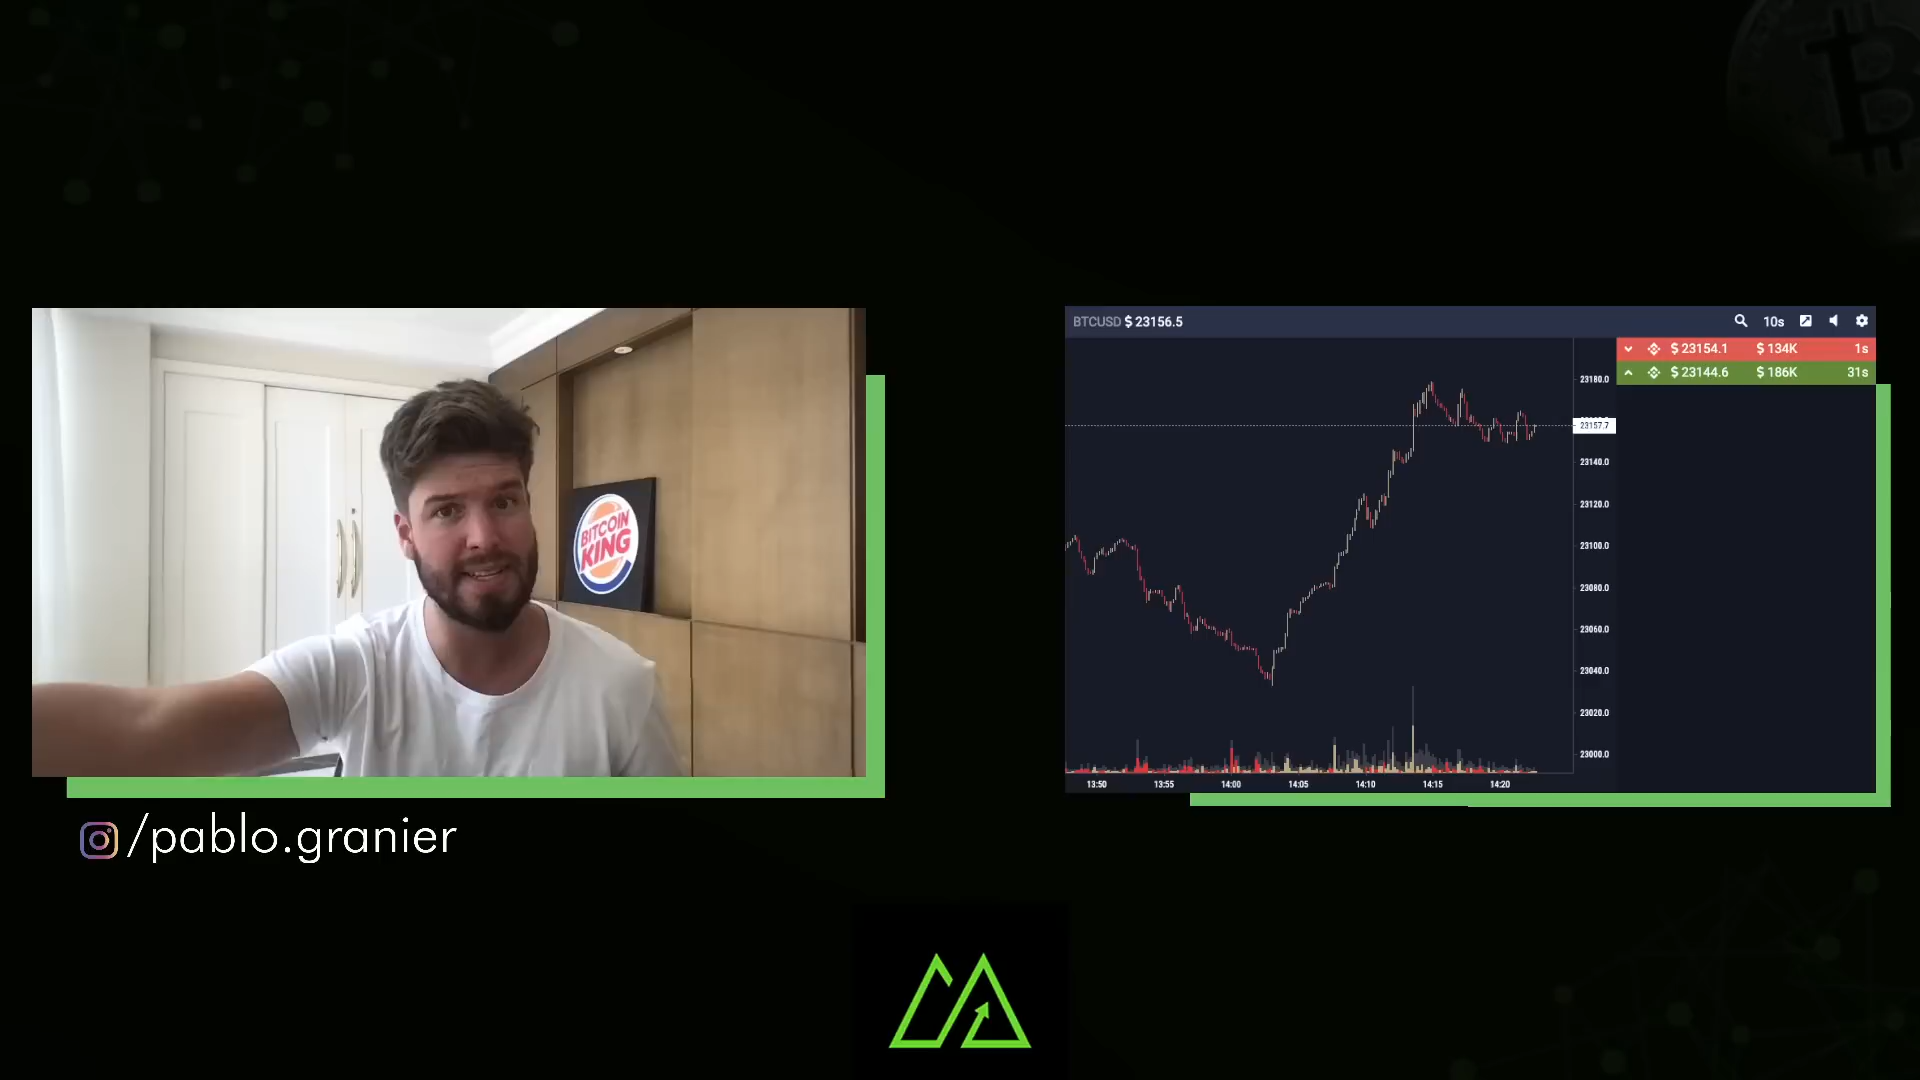 BITCOIN
KING
/pablo.granier
BTCUSD $ 23156.5
10s
$ 23154.1 $ 134K 1s
$ 23144.6 $ 186K 31s
23180.0
23157.7
23140.0
23120.0
23100.0
23080.0
23060.0
23040.0
23020.0
23000.0
13:50 13:55 14:00 14:05 14:10 14:15 14:20